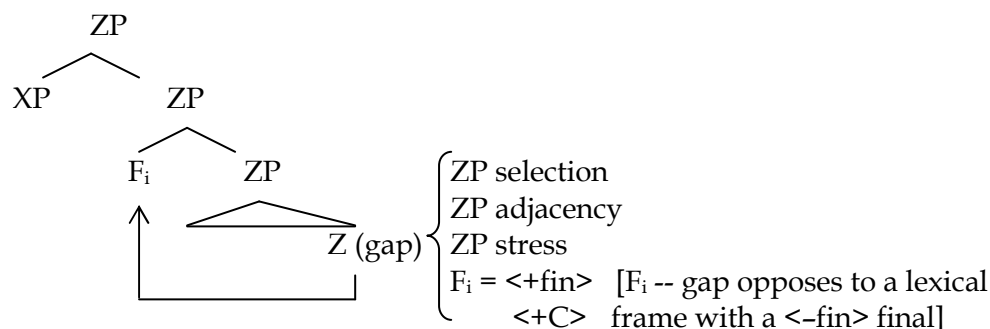 ZP
XP ZP
Fᵢ ZP
ZP selection
ZP adjacency
ZP stress
Z (gap)
Fᵢ = <+fin> [Fᵢ -- gap opposes to a lexical
<+C> frame with a <–fin> final]